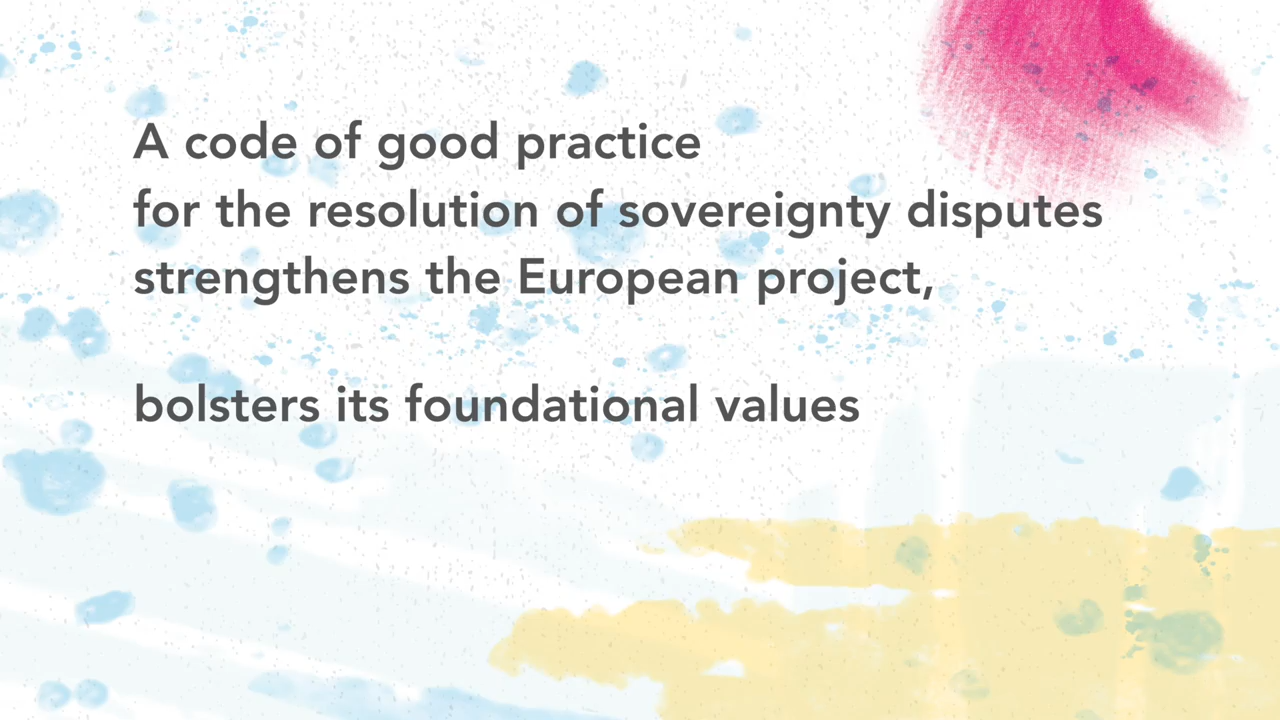 A code of good practice
for the resolution of sovereignty disputes
strengthens the European project,
bolsters its foundational values